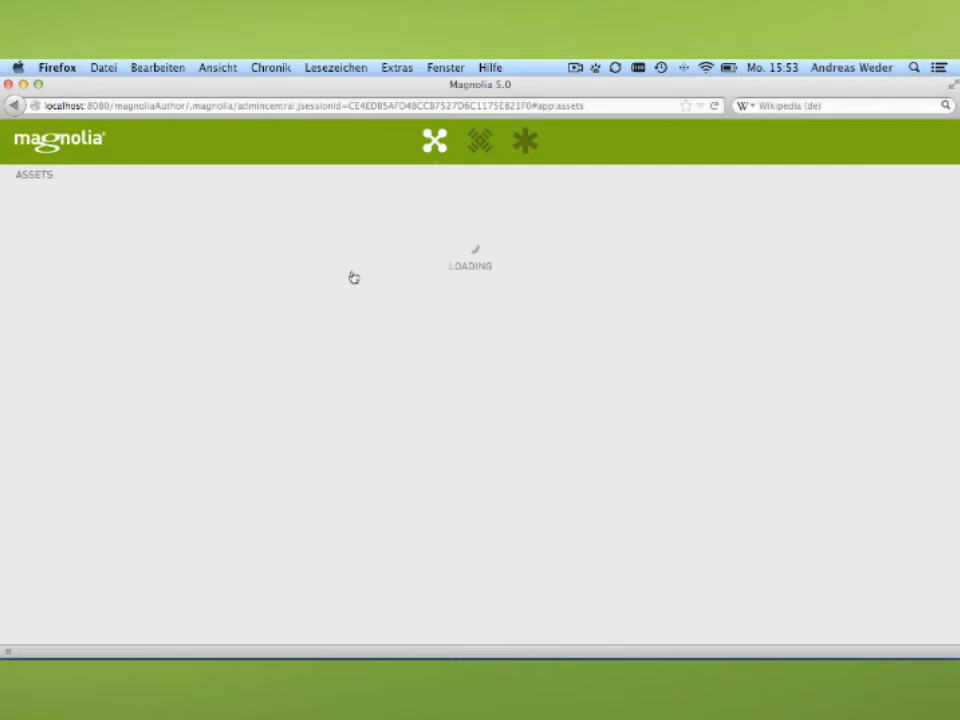 Firefox Datei Bearbeiten Ansicht Chronik Lesezeichen Extras Fenster Hilfe Mo. 15:53 Andreas Weder
Magnolia 5.0
localhost:8080/magnoliaAuthor/.magnolia/admincentral;jsessionid=CE4EDB5AFD48CCB7527D6C1175E821F0#app:assets W Wikipedia (de)
magnolia
ASSETS
LOADING